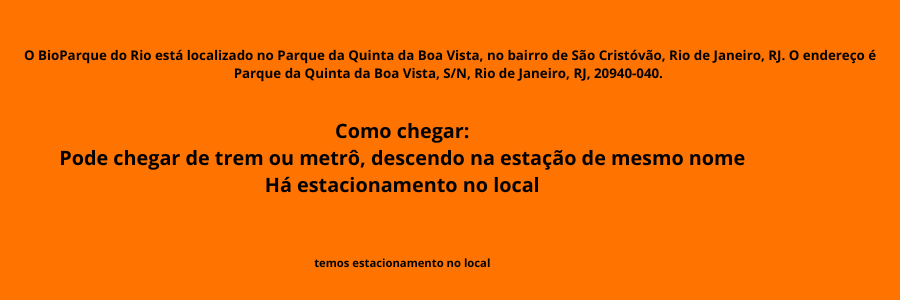 O BioParque do Rio está localizado no Parque da Quinta da Boa Vista, no bairro de São Cristóvão, Rio de Janeiro, RJ. O endereço é
Parque da Quinta da Boa Vista, S/N, Rio de Janeiro, RJ, 20940-040.
Como chegar:
Pode chegar de trem ou metrô, descendo na estação de mesmo nome
Há estacionamento no local
temos estacionamento no local